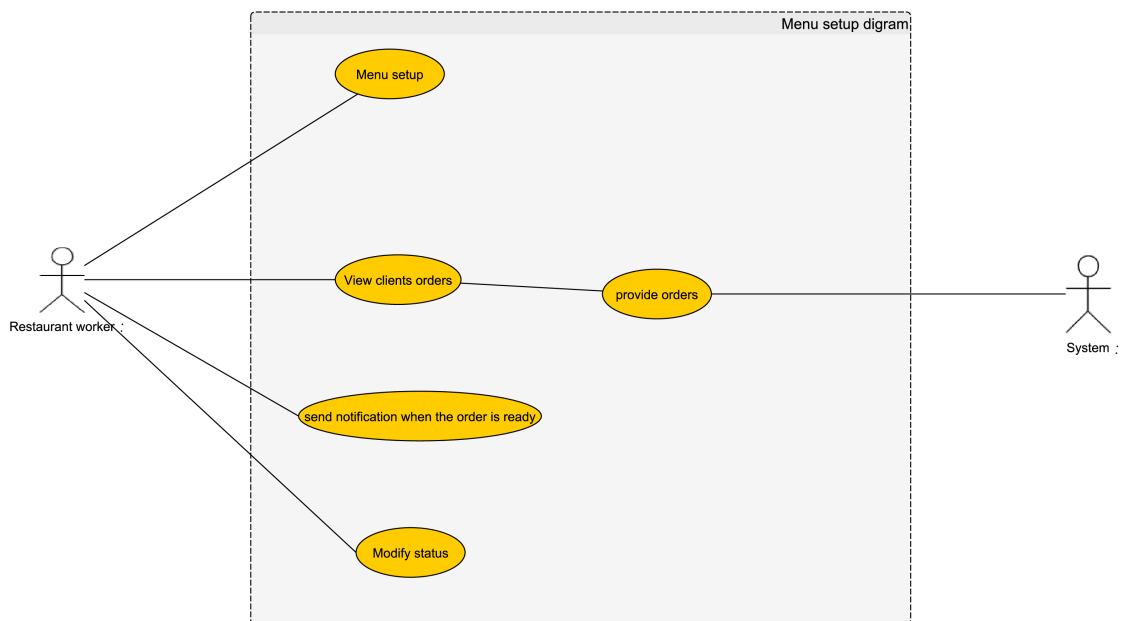 Menu setup digram
Menu setup
View clients orders
provide orders
Restaurant worker :
System :
send notification when the order is ready
Modify status